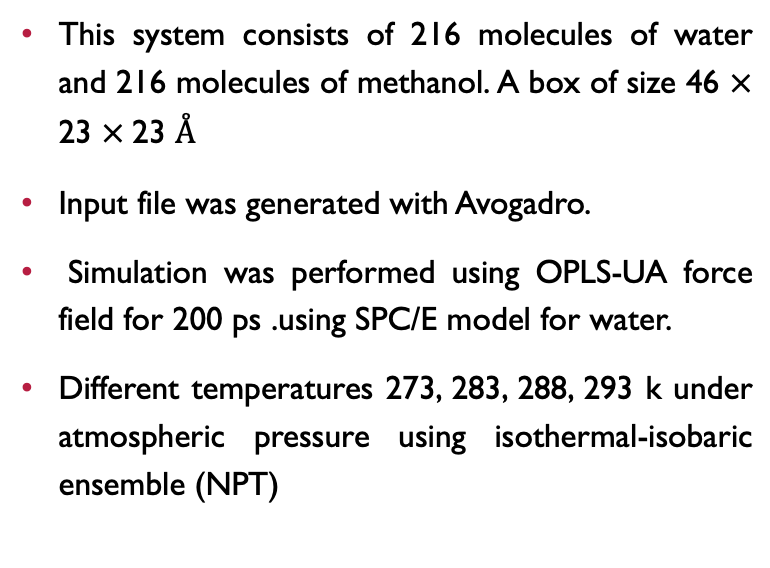 • This system consists of 216 molecules of water
and 216 molecules of methanol. A box of size 46 ×
23 × 23 Å
• Input file was generated with Avogadro.
• Simulation was performed using OPLS-UA force
field for 200 ps .using SPC/E model for water.
• Different temperatures 273, 283, 288, 293 k under
atmospheric pressure using isothermal-isobaric
ensemble (NPT)